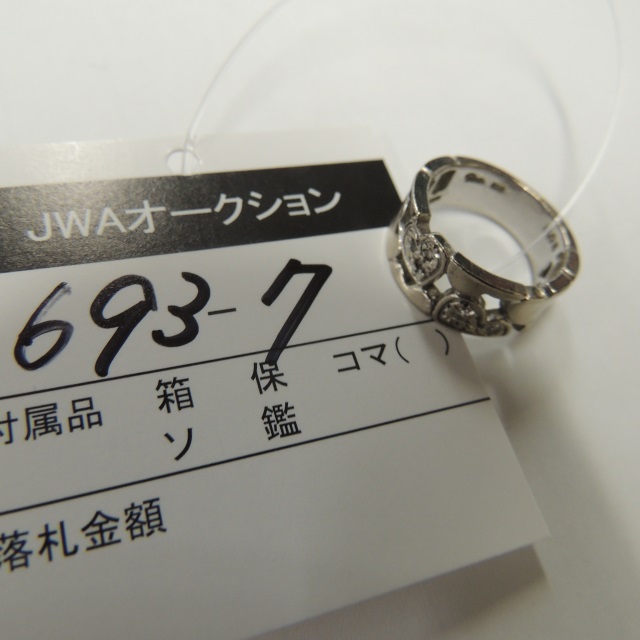 JWAオークション
693-7
付属品 箱 保 コマ( )
ソ 鑑
落札金額